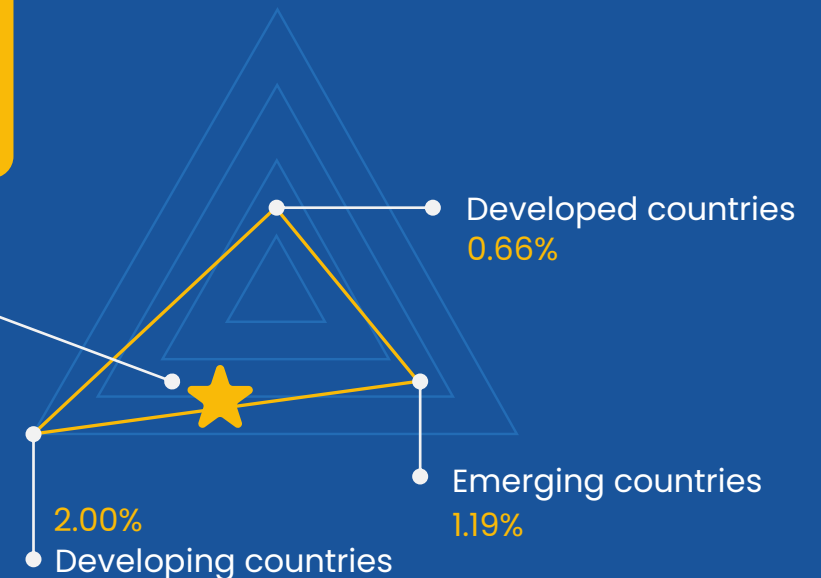 Developed countries
0.66%
Emerging countries
1.19%
2.00%
Developing countries